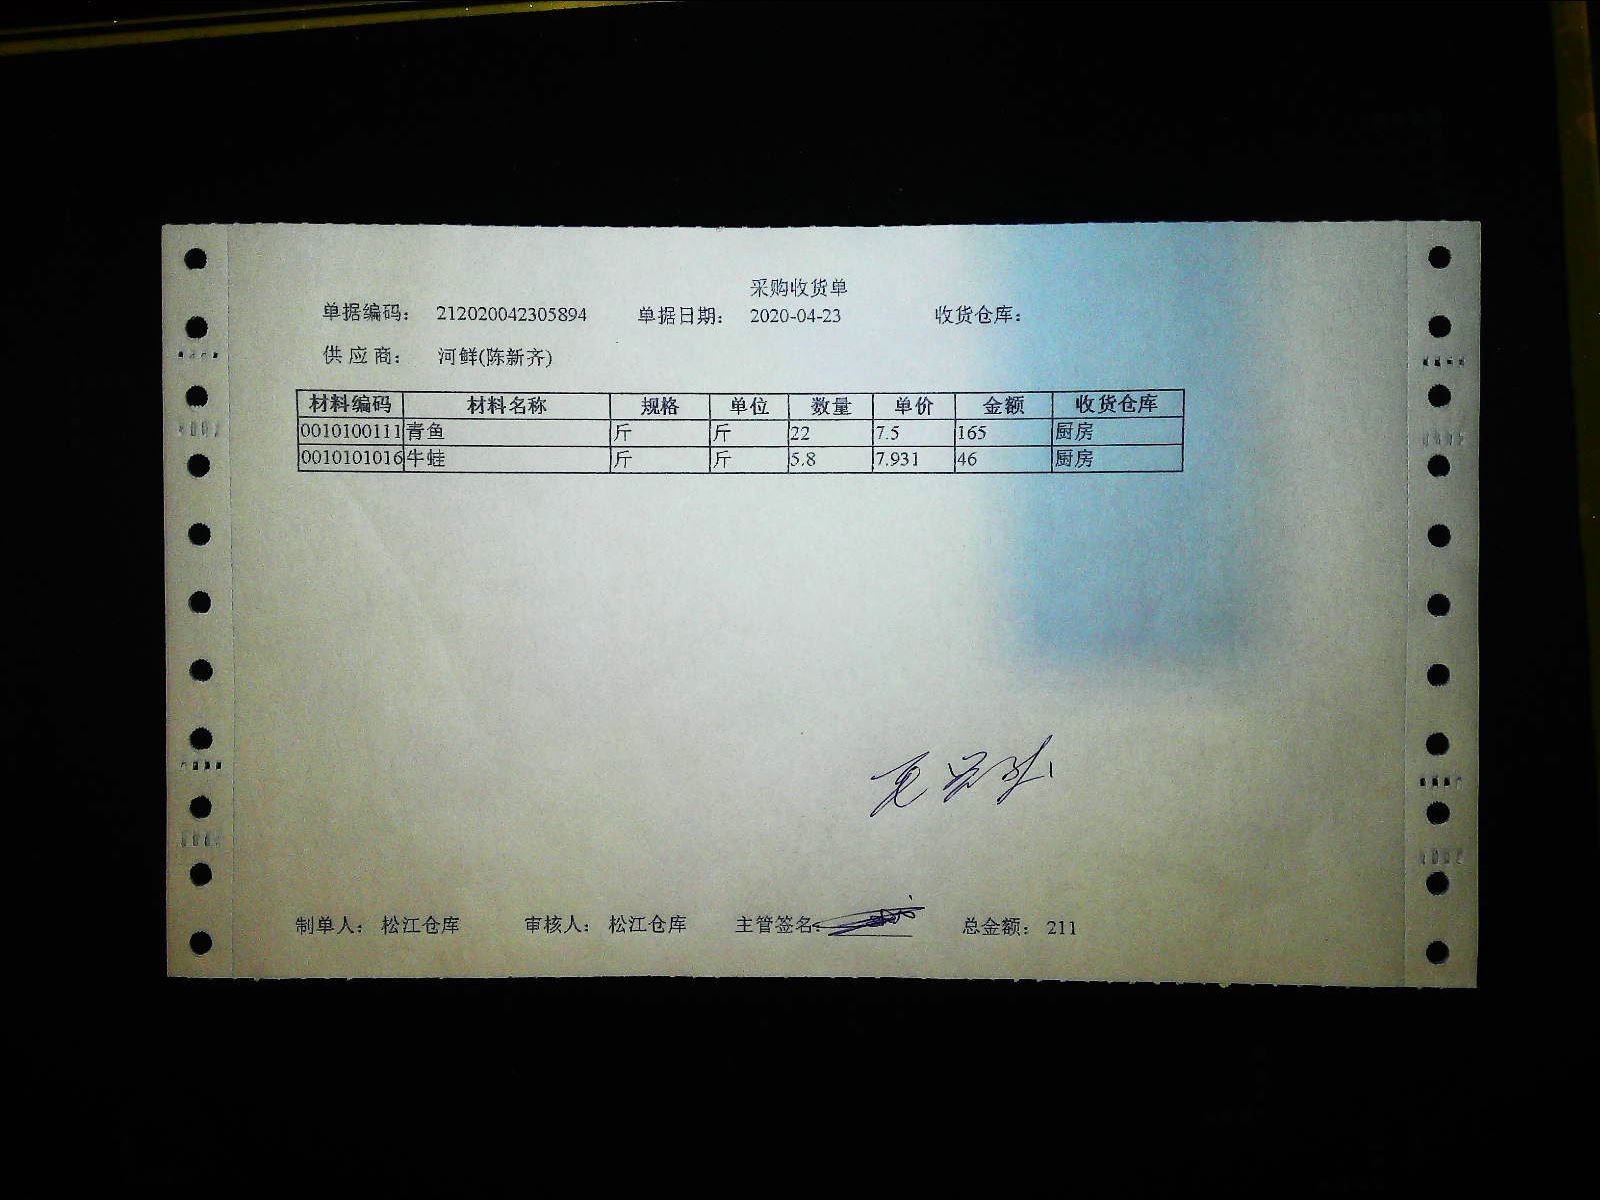 采购收货单
单据编码： 212020042305894 单据日期： 2020-04-23 收货仓库：
供应商： 河鲜(陈新齐)
材料编码 材料名称 规格 单位 数量 单价 金额 收货仓库
0010100111 青鱼 斤 斤 22 7.5 165 厨房
0010101016 牛蛙 斤 斤 5.8 7.931 46 厨房
制单人： 松江仓库 审核人： 松江仓库 主管签名： 总金额： 211